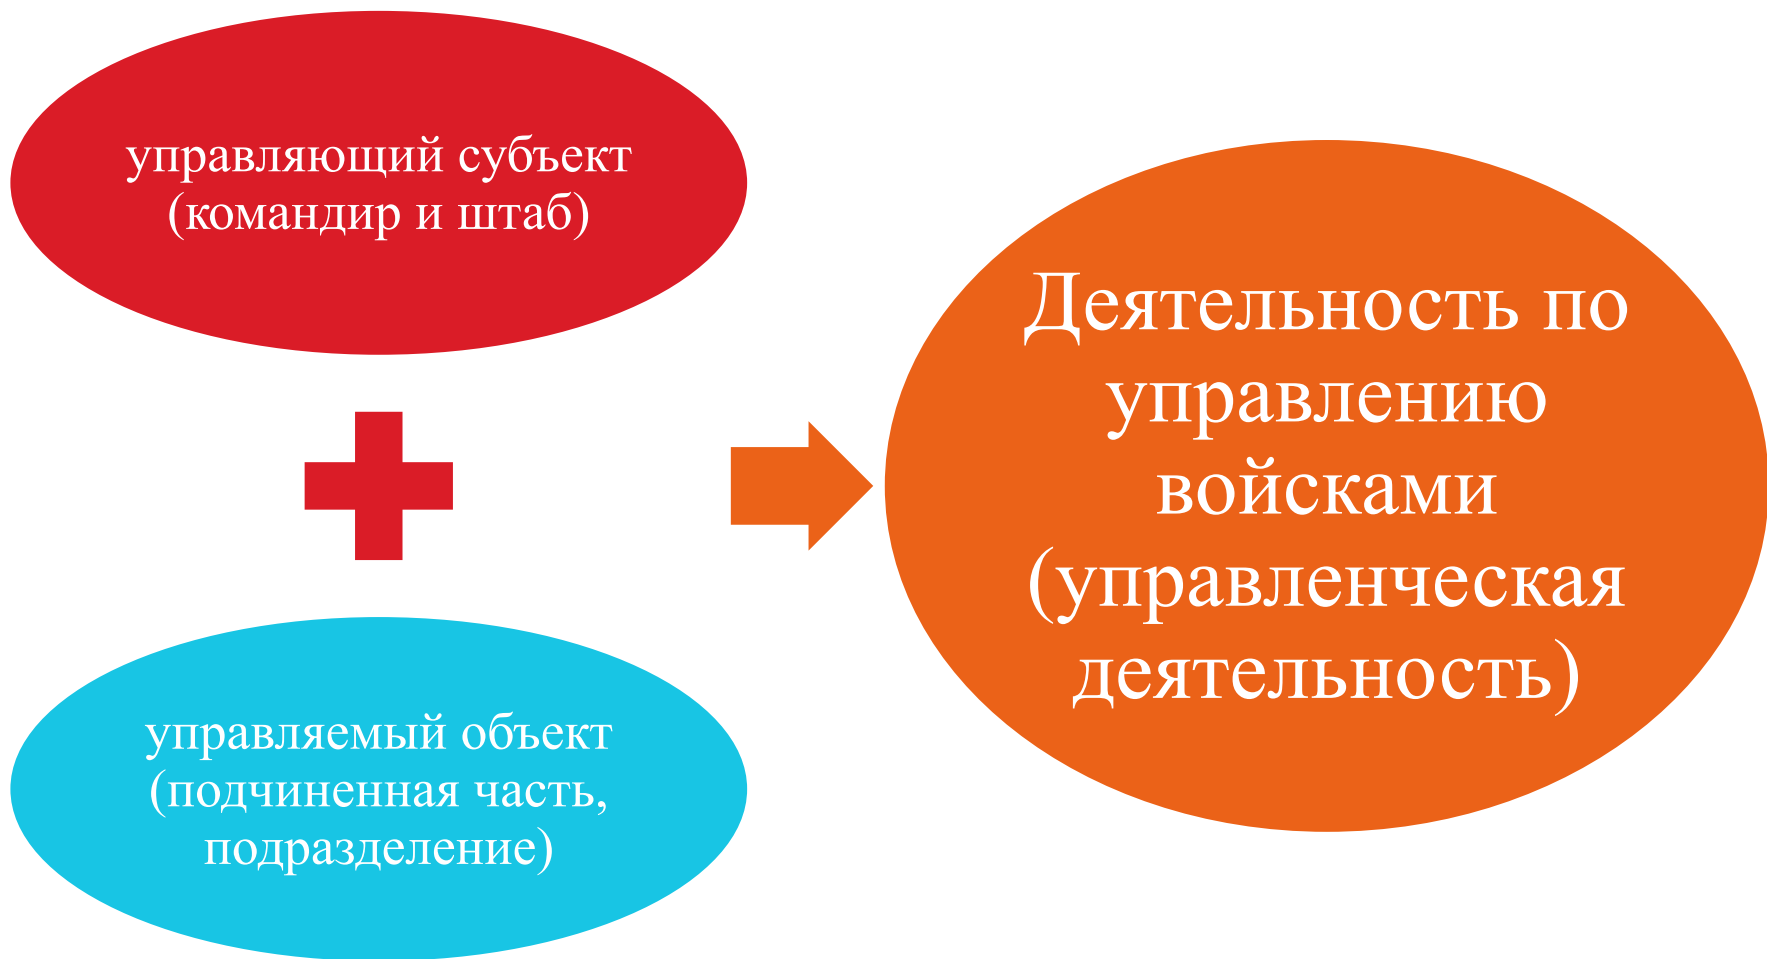 управляющий субъект
(командир и штаб)
управляемый объект
(подчиненная часть,
подразделение)
Деятельность по
управлению
войсками
(управленческая
деятельность)